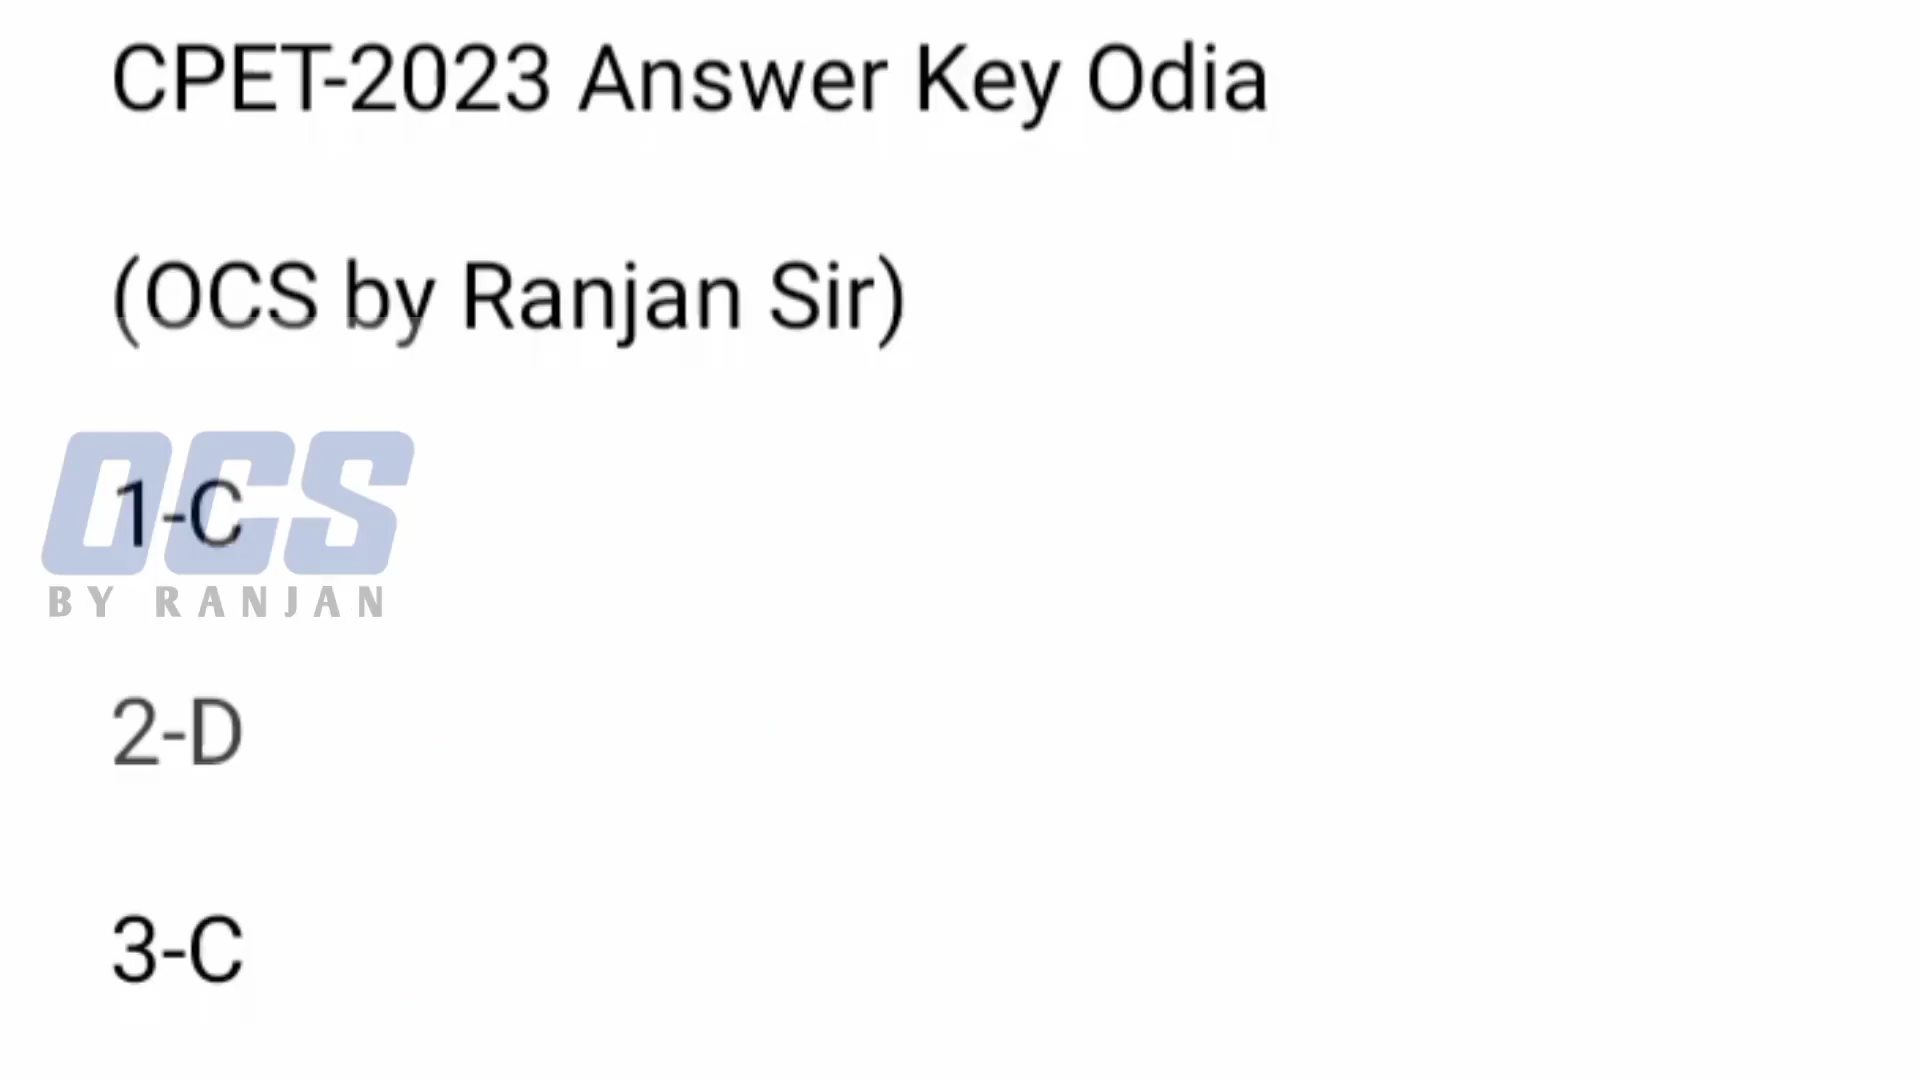 CPET-2023 Answer Key Odia
(OCS by Ranjan Sir)
OCS
1-C
BY RANJAN
2-D
3-C